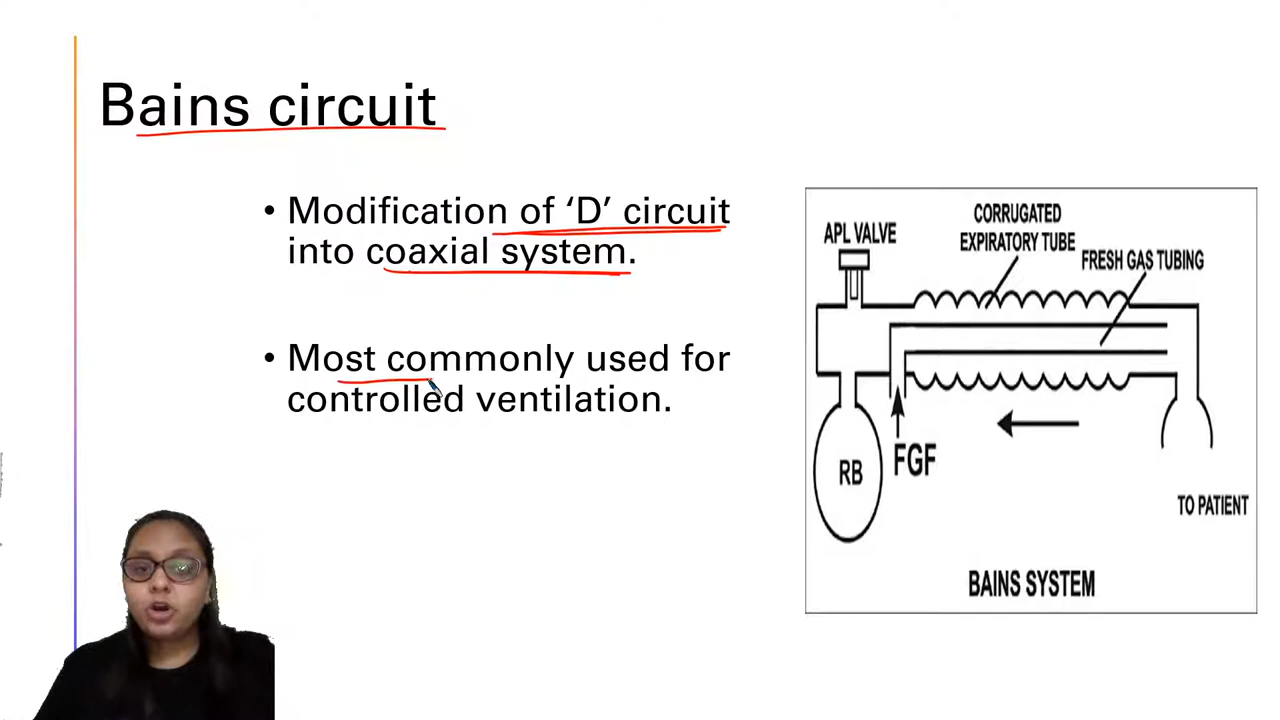 Bains circuit
• Modification of ‘D’ circuit
into coaxial system.
• Most commonly used for
controlled ventilation.
APL VALVE
CORRUGATED
EXPIRATORY TUBE
FRESH GAS TUBING
RB
FGF
TO PATIENT
BAINS SYSTEM